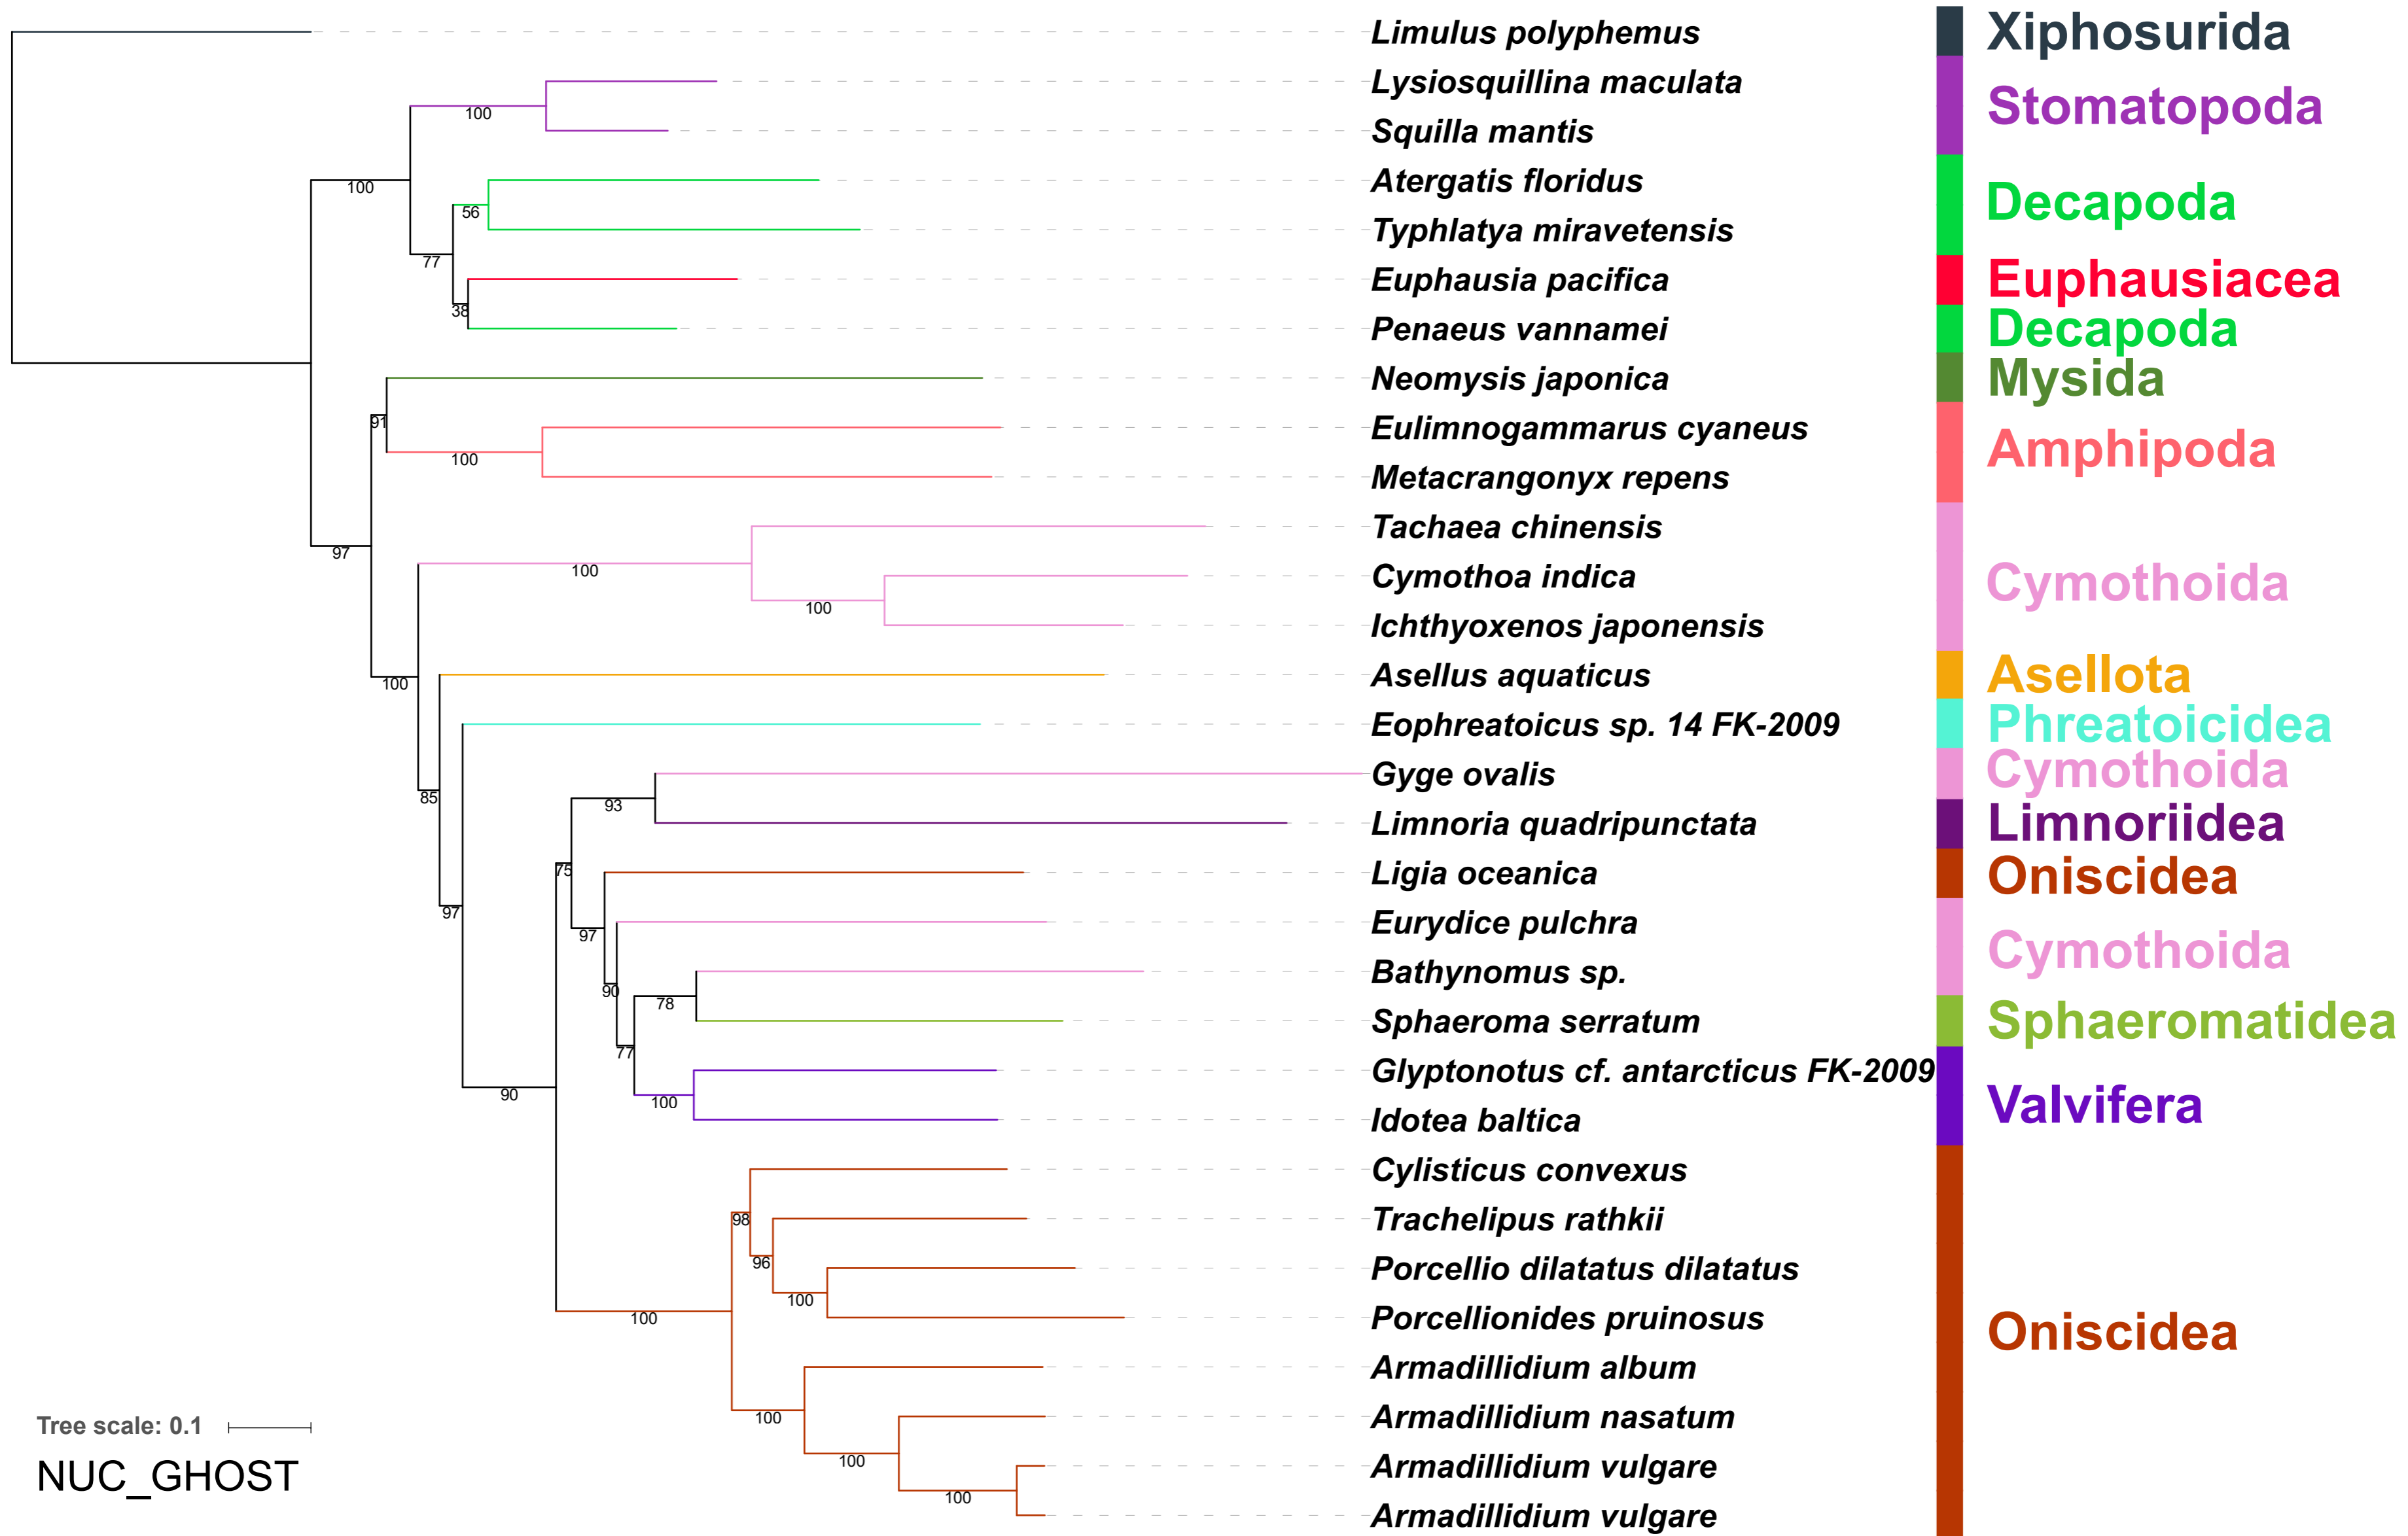 Limulus polyphemus Xiphosurida
Lysiosquillina maculata
100 Stomatopoda
Squilla mantis
Atergatis floridus
100
Decapoda
56
Typhlatya miravetensis
77
Euphausia pacifica Euphausiacea
38
Penaeus vannamei Decapoda
Neomysis japonica Mysida
91
Eulimnogammarus cyaneus
100 Amphipoda
Metacrangonyx repens
Tachaea chinensis
97
100
Cymothoa indica Cymothoida
100
Ichthyoxenos japonensis
Asellus aquaticus Asellota
100
Eophreatoicus sp. 14 FK-2009 Phreatoicidea
Gyge ovalis Cymothoida
85
93
Limnoria quadripunctata Limnoriidea
75
Ligia oceanica Oniscidea
97
Eurydice pulchra
97
Cymothoida
Bathynomus sp.
90
78
Sphaeroma serratum Sphaeromatidea
77
Glyptonotus cf. antarcticus FK-2009
90
100 Valvifera
Idotea baltica
Cylisticus convexus
Trachelipus rathkii
98
96
Porcellio dilatatus dilatatus
100
Porcellionides pruinosus
100
Oniscidea
Armadillidium album
100
Armadillidium nasatum
Tree scale: 0.1
100
Armadillidium vulgare
NUC_GHOST
100
Armadillidium vulgare